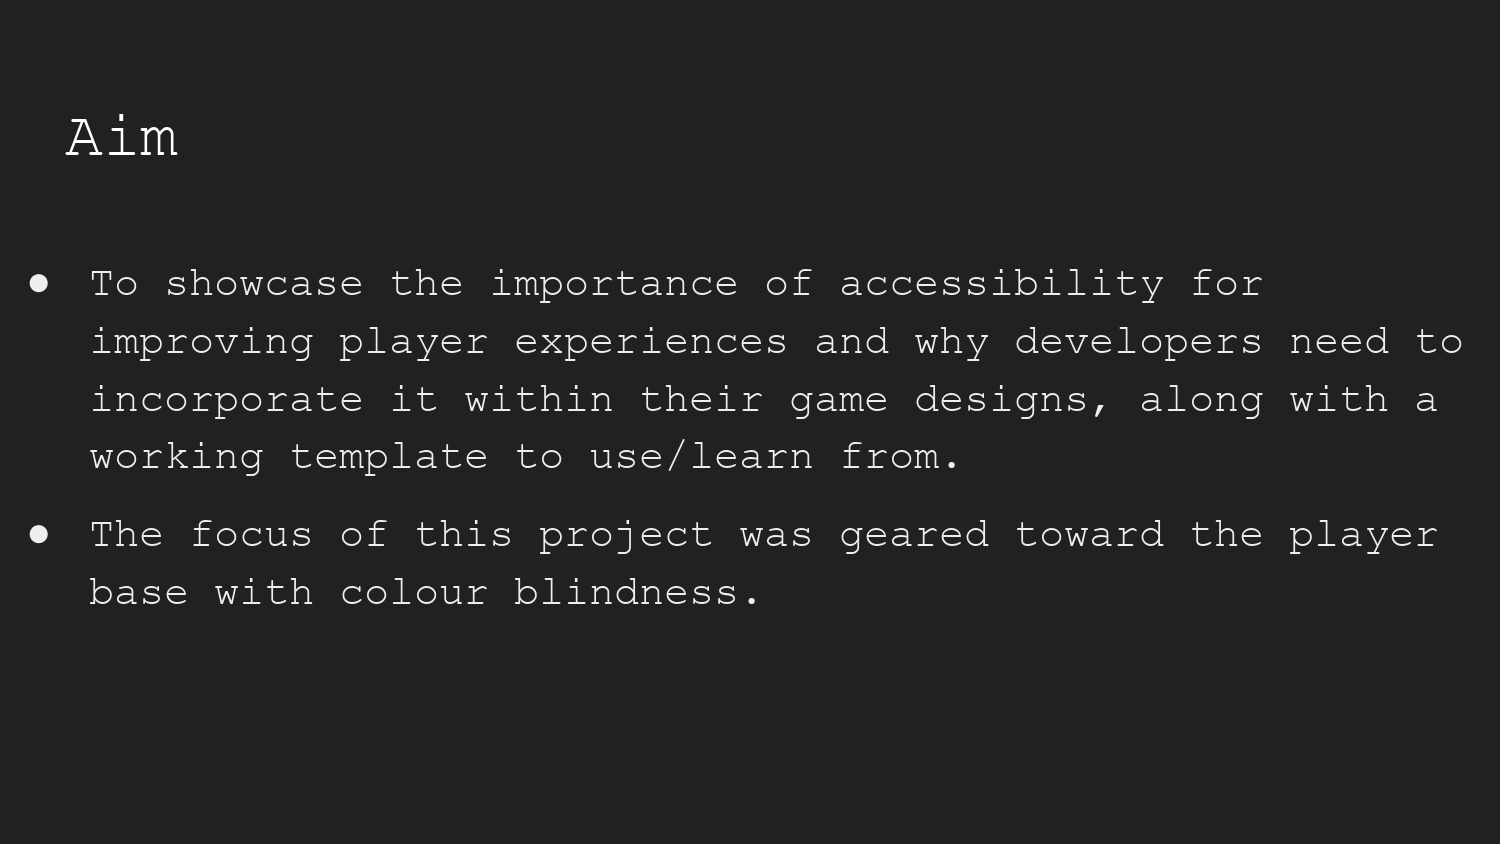 Aim
● To showcase the importance of accessibility for
improving player experiences and why developers need to
incorporate it within their game designs, along with a
working template to use/learn from.
● The focus of this project was geared toward the player
base with colour blindness.